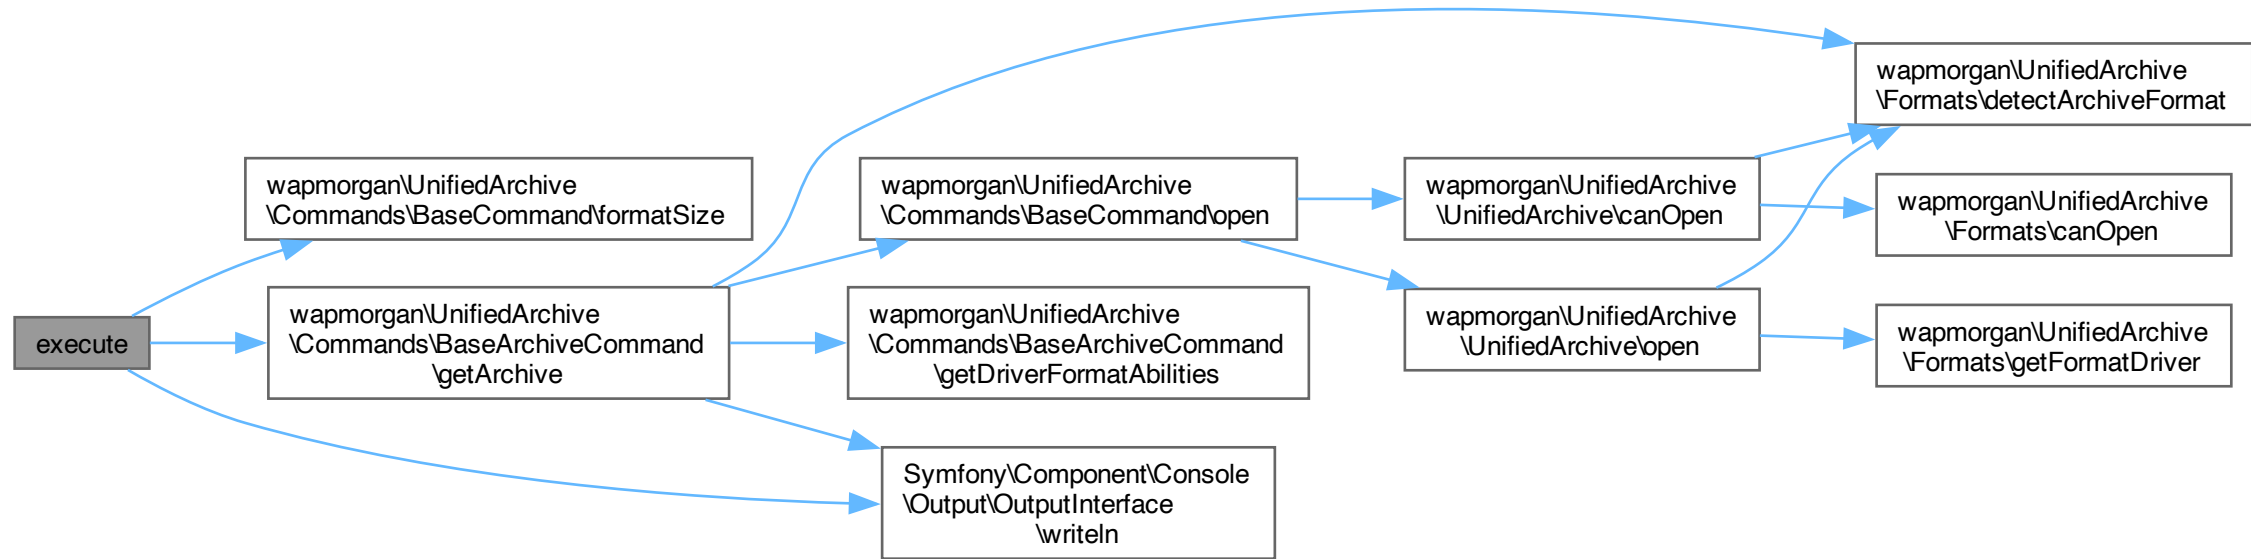 execute
wapmorgan\UnifiedArchive
\Commands\BaseCommand\formatSize
wapmorgan\UnifiedArchive
\Commands\BaseArchiveCommand
\getArchive
wapmorgan\UnifiedArchive
\Commands\BaseCommand\open
wapmorgan\UnifiedArchive
\Commands\BaseArchiveCommand
\getDriverFormatAbilities
Symfony\Component\Console
\Output\OutputInterface
\writeln
wapmorgan\UnifiedArchive
\UnifiedArchive\canOpen
wapmorgan\UnifiedArchive
\UnifiedArchive\open
wapmorgan\UnifiedArchive
\Formats\detectArchiveFormat
wapmorgan\UnifiedArchive
\Formats\canOpen
wapmorgan\UnifiedArchive
\Formats\getFormatDriver